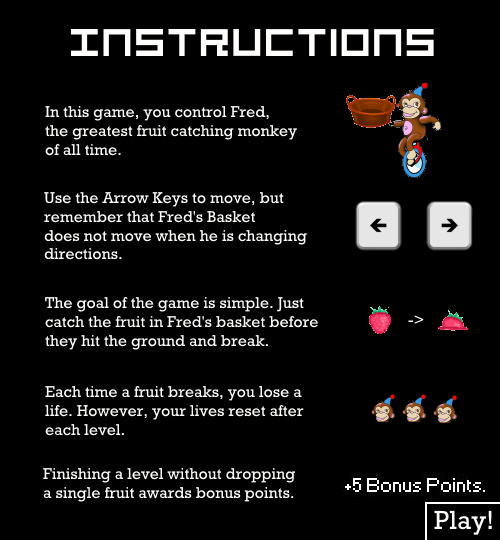 INSTRUCTIONS
In this game, you control Fred,
the greatest fruit catching monkey
of all time.
Use the Arrow Keys to move, but
remember that Fred's Basket
does not move when he is changing
directions.
← →
The goal of the game is simple. Just
catch the fruit in Fred's basket before
they hit the ground and break.
->
Each time a fruit breaks, you lose a
life. However, your lives reset after
each level.
Finishing a level without dropping
a single fruit awards bonus points.
+5 Bonus Points.
Play!